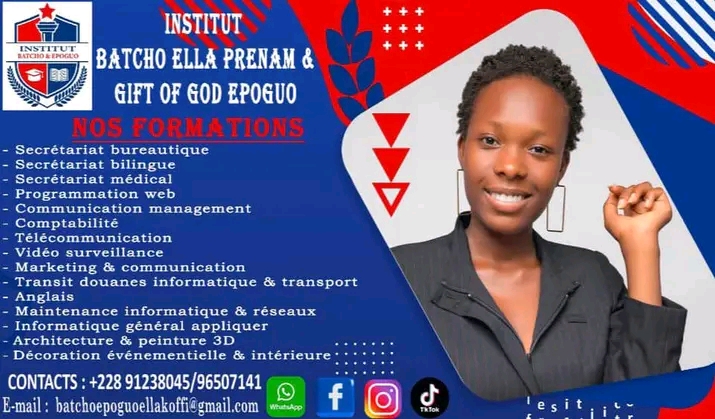 INSTITUT
BATCHO & EPOGUO
INSTITUT
BATCHO ELLA PRENAM &
GIFT OF GOD EPOGUO
NOS FORMATIONS
- Secrétariat bureautique
- Secrétariat bilingue
- Secrétariat médical
- Programmation web
- Communication management
- Comptabilité
- Télécommunication
- Vidéo surveillance
- Marketing & communication
- Transit douanes informatique & transport
- Anglais
- Maintenance informatique & réseaux
- Informatique général appliquer
- Architecture & peinture 3D
- Décoration événementielle & intérieure
CONTACTS : +228 91238045/96507141
E-mail : batchoepoguoellakoffi@gmail.com
WhatsApp
TikTok